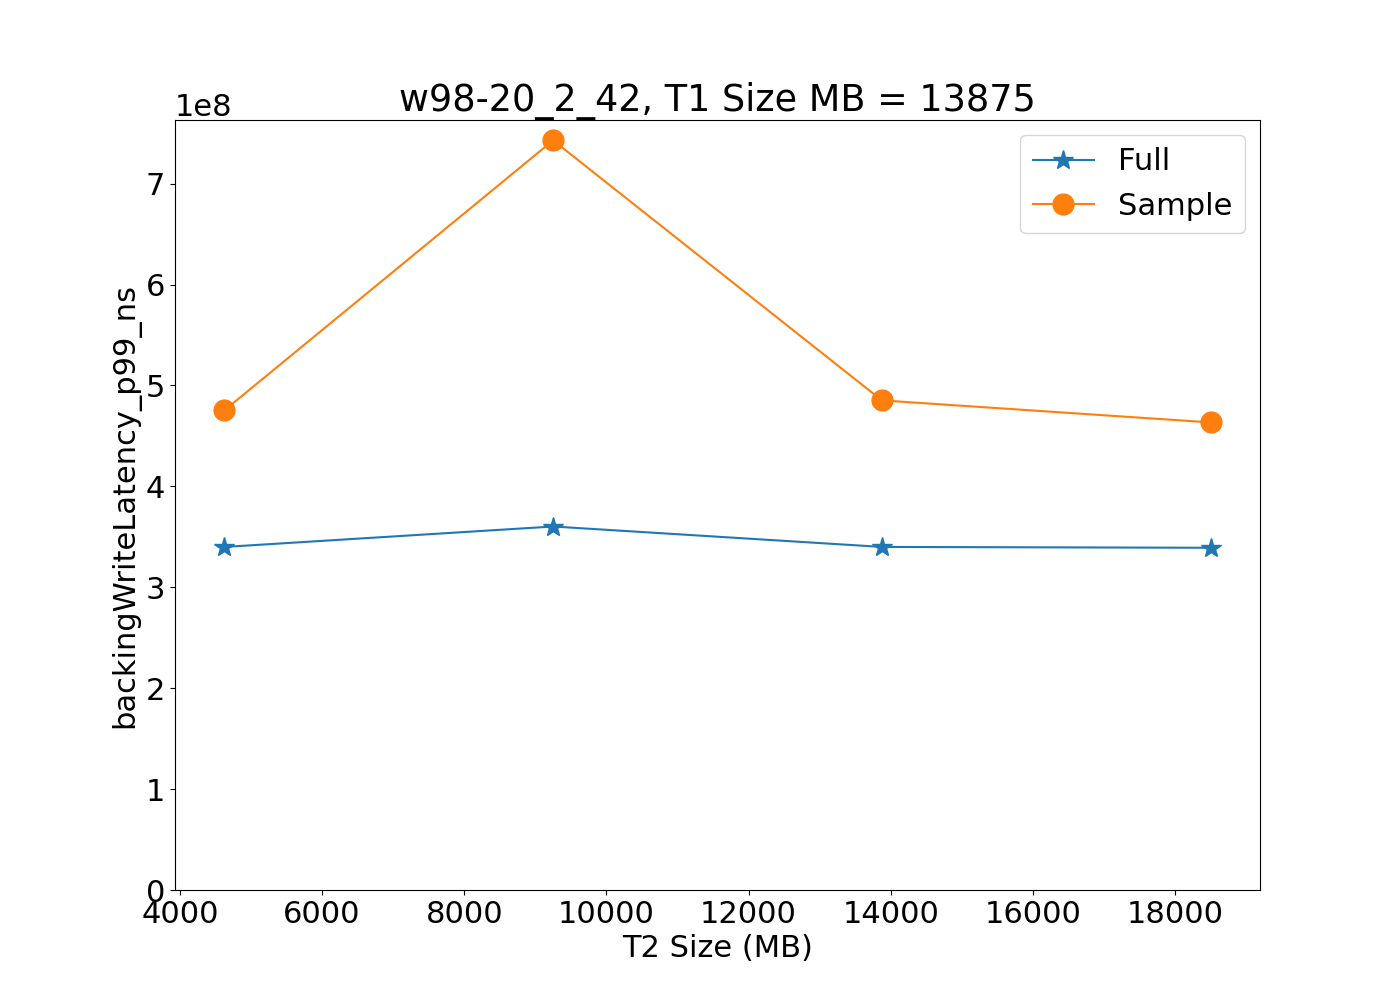 w98-20_2_42, T1 Size MB = 13875
1e8
Full
Sample
7
6
5
4
3
2
1
0
backingWriteLatency_p99_ns
4000 6000 8000 10000 12000 14000 16000 18000
T2 Size (MB)